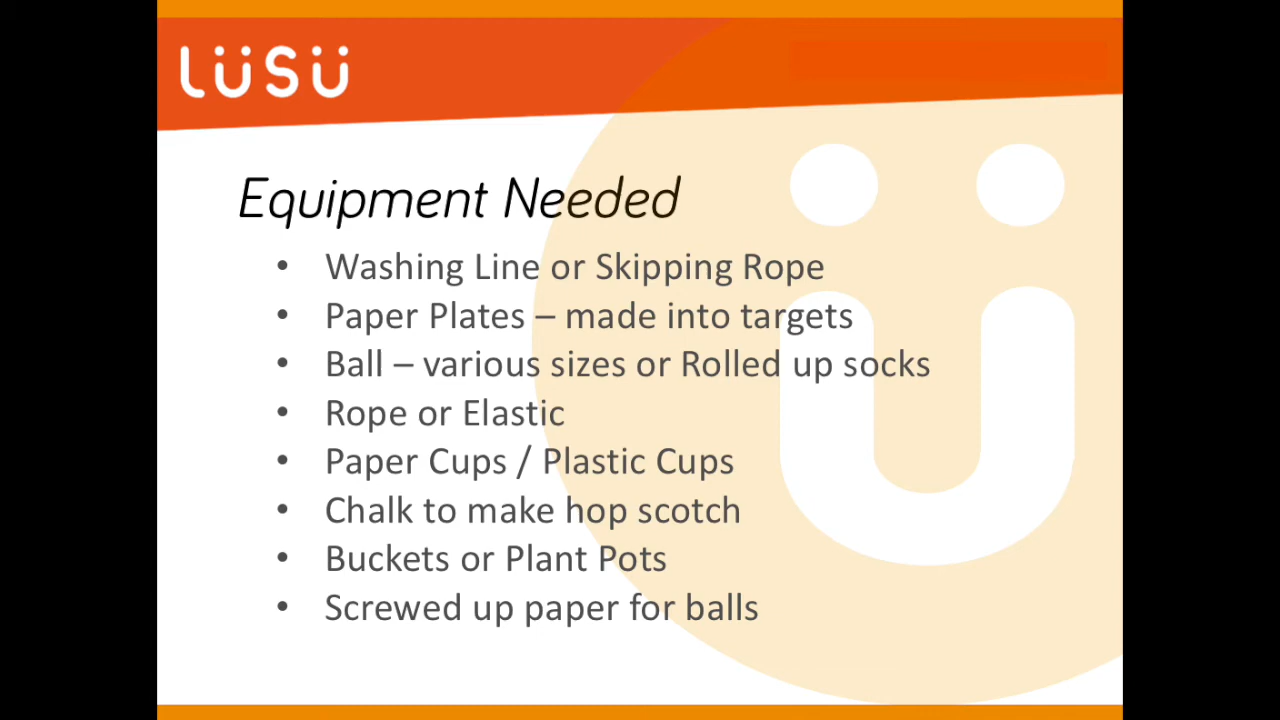 LüSü
Equipment Needed
• Washing Line or Skipping Rope
• Paper Plates – made into targets
• Ball – various sizes or Rolled up socks
• Rope or Elastic
• Paper Cups / Plastic Cups
• Chalk to make hop scotch
• Buckets or Plant Pots
• Screwed up paper for balls
ü